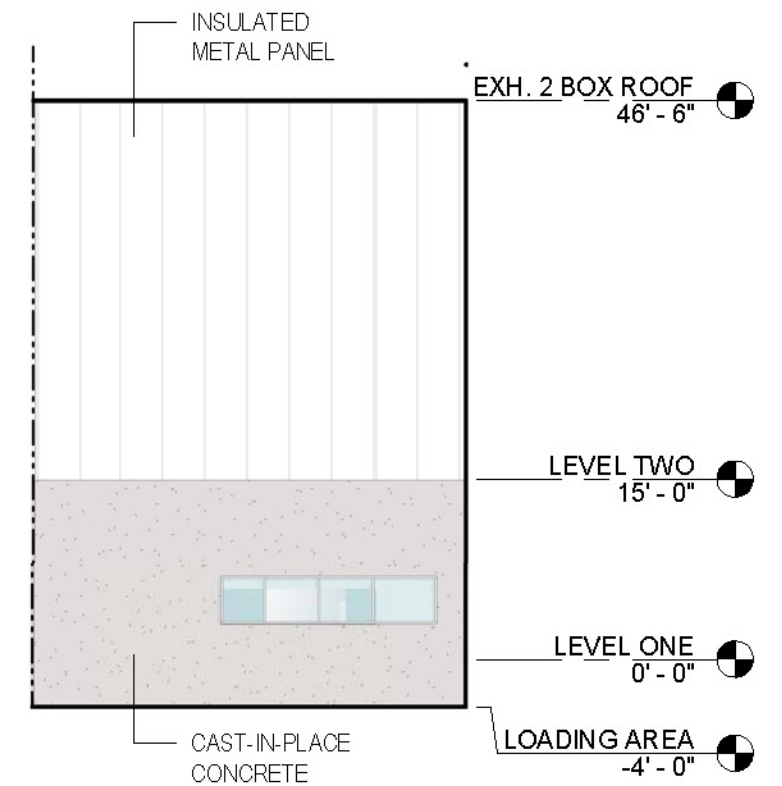 INSULATED
METAL PANEL
EXH. 2 BOX ROOF
46' - 6"
LEVEL TWO
15' - 0"
LEVEL ONE
0' - 0"
LOADING AREA
-4' - 0"
CAST-IN-PLACE
CONCRETE